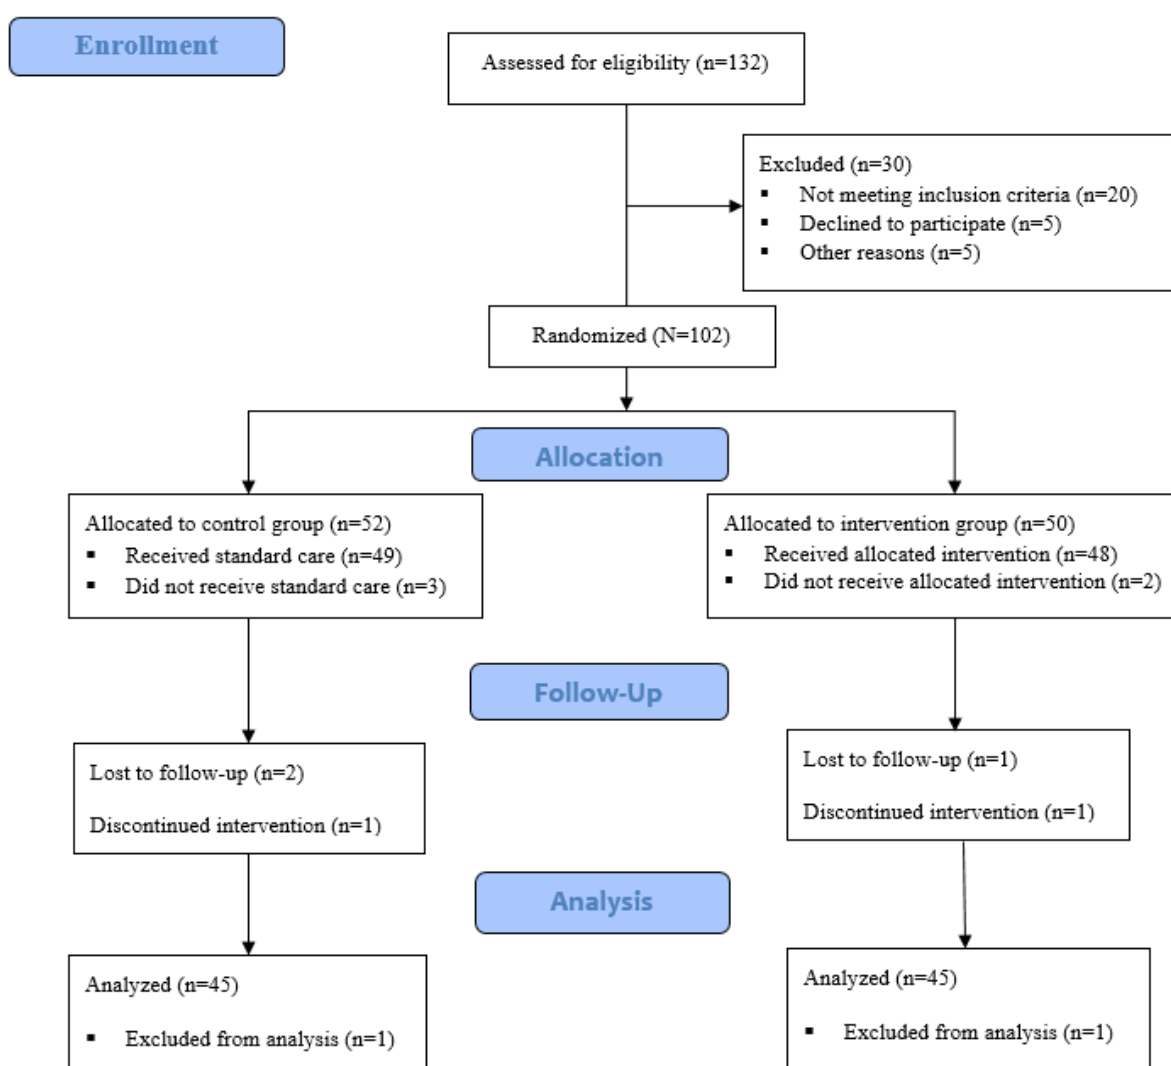 Enrollment
Assessed for eligibility (n=132)
Excluded (n=30)
▪ Not meeting inclusion criteria (n=20)
▪ Declined to participate (n=5)
▪ Other reasons (n=5)
Randomized (N=102)
Allocation
Allocated to control group (n=52)
▪ Received standard care (n=49)
▪ Did not receive standard care (n=3)
Allocated to intervention group (n=50)
▪ Received allocated intervention (n=48)
▪ Did not receive allocated intervention (n=2)
Follow-Up
Lost to follow-up (n=2)
Discontinued intervention (n=1)
Lost to follow-up (n=1)
Discontinued intervention (n=1)
Analysis
Analyzed (n=45)
▪ Excluded from analysis (n=1)
Analyzed (n=45)
▪ Excluded from analysis (n=1)